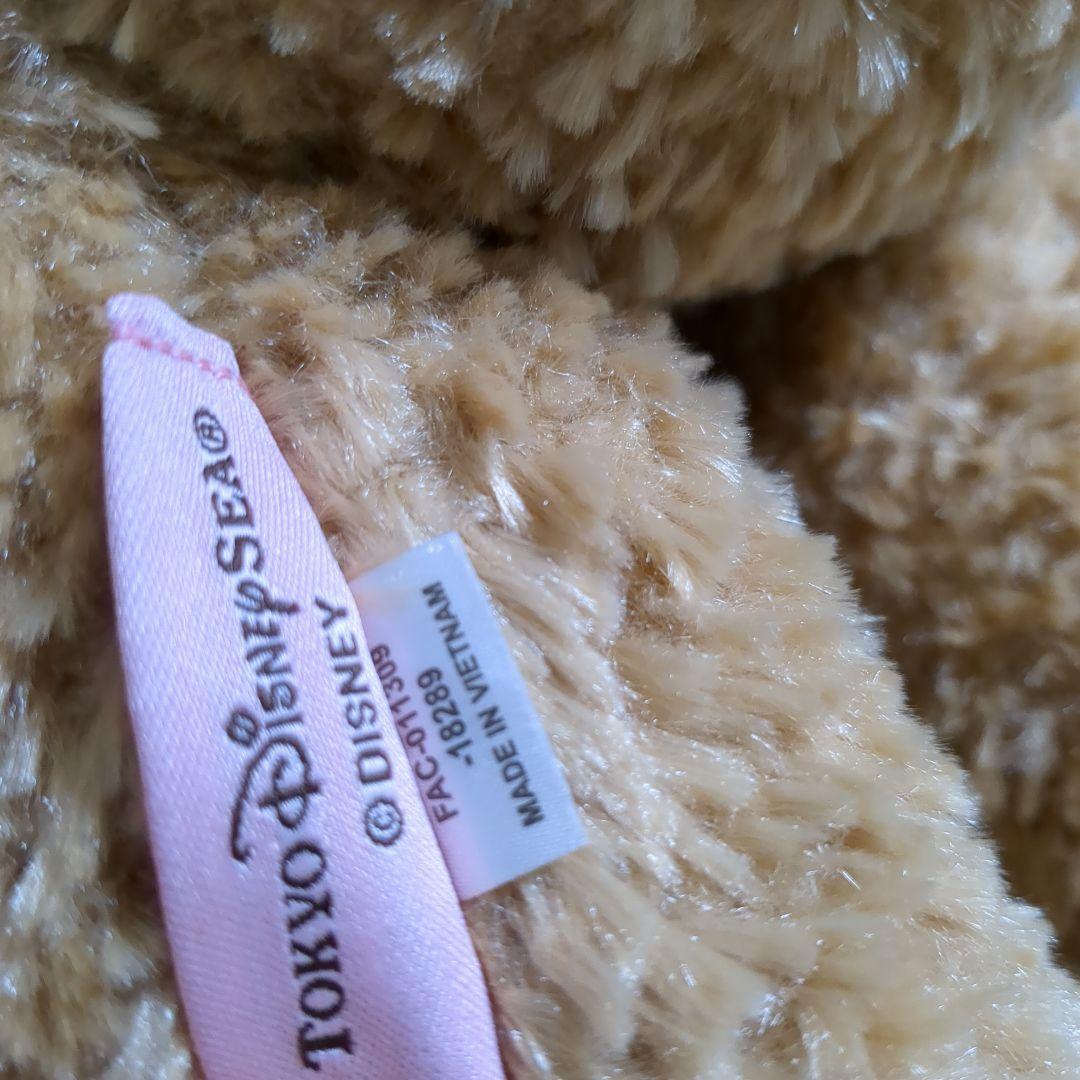 TOKYO DISNEYSEA®
© DISNEY
FAC-011309
-18289
MADE IN VIETNAM